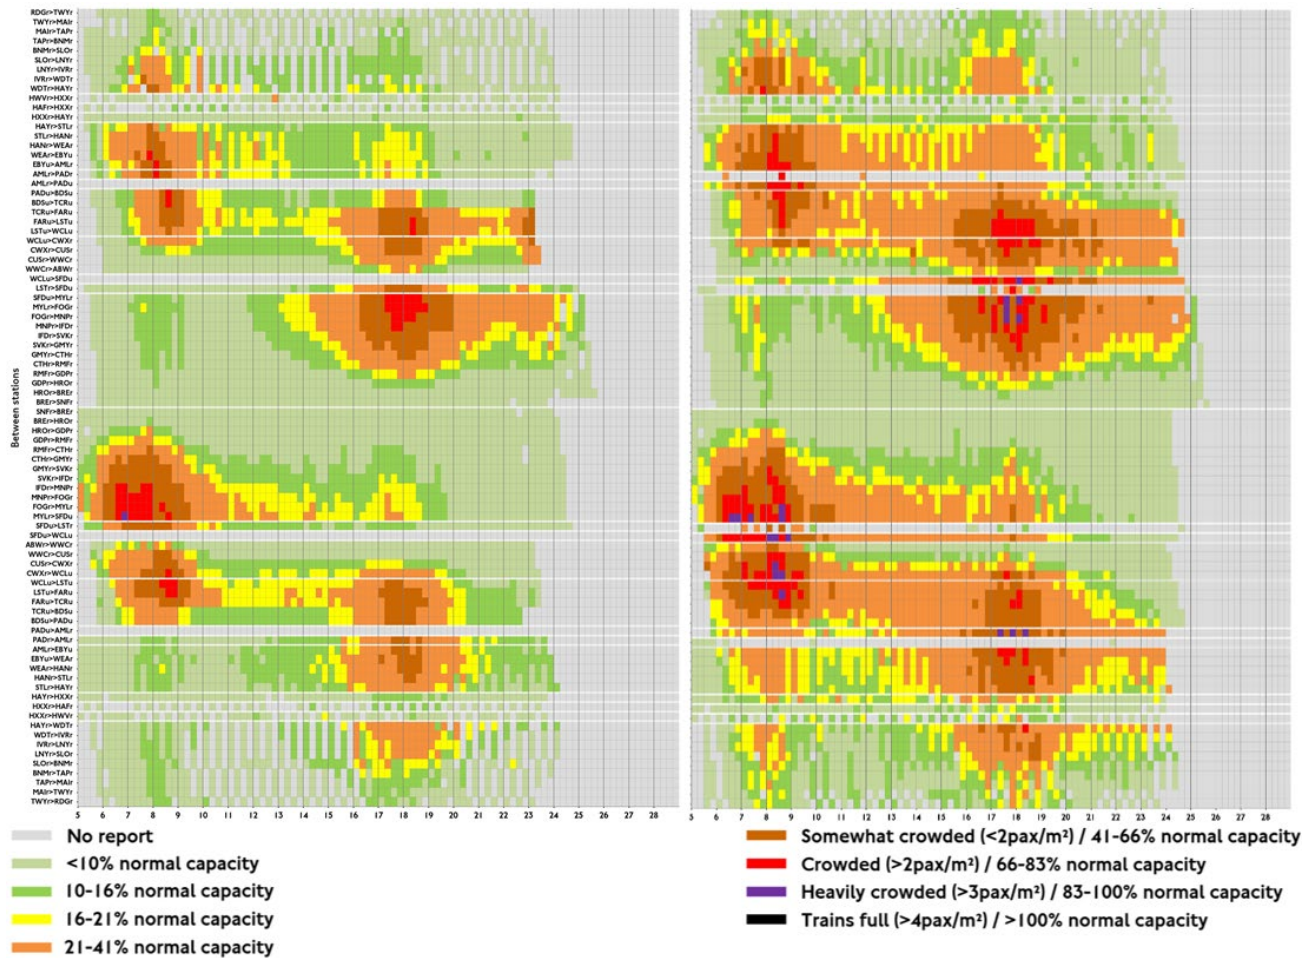 RDGr>TWYr
TWYr>MAIr
MAIr>TAPr
TAPr>BNMr
BNMr>SLOr
SLOr>LNYr
LNYr>IVRr
IVRr>WDTr
WDTr>HAYr
HWVr>HXXr
HAFr>HXXr
HXXr>HAYr
HAYr>STLr
STLr>HANr
HANr>WEAr
WEAr>EBYu
EBYu>AMLr
AMLr>PADr
AMLr>PADu
PADu>BDSu
BDSu>TCRu
TCRu>FARu
FARu>LSTu
LSTu>WCLu
WCLu>CWXr
CWXr>CUSr
CUSr>WWCr
WWCr>ABWr
WCLu>SFDu
LSTr>SFDu
SFDu>MYLr
MYLr>FOGr
FOGr>MNPr
MNPr>IFDr
IFDr>SVKr
SVKr>GMYr
GMYr>CTHr
CTHr>RMFr
RMFr>GDPr
GDPr>HROr
HROr>BREr
BREr>SNFr
SNFr>BREr
BREr>HROr
HROr>GDPr
GDPr>RMFr
RMFr>CTHr
CTHr>GMYr
GMYr>SVKr
SVKr>IFDr
IFDr>MNPr
MNPr>FOGr
FOGr>MYLr
MYLr>SFDu
SFDu>LSTr
SFDu>WCLu
ABWr>WWCr
WWCr>CUSr
CUSr>CWXr
CWXr>WCLu
WCLu>LSTu
LSTu>FARu
FARu>TCRu
TCRu>BDSu
BDSu>PADu
PADu>AMLr
PADr>AMLr
AMLr>EBYu
EBYu>WEAr
WEAr>HANr
HANr>STLr
STLr>HAYr
HAYr>HXXr
HXXr>HAFr
HXXr>HWVr
HAYr>WDTr
WDTr>IVRr
IVRr>LNYr
LNYr>SLOr
SLOr>BNMr
BNMr>TAPr
TAPr>MAIr
MAIr>TWYr
TWYr>RDGr
Between stations
5 6 7 8 9 10 11 12 13 14 15 16 17 18 19 20 21 22 23 24 25 26 27 28
5 6 7 8 9 10 11 12 13 14 15 16 17 18 19 20 21 22 23 24 25 26 27 28
No report
<10% normal capacity
10-16% normal capacity
16-21% normal capacity
21-41% normal capacity
Somewhat crowded (<2pax/m²) / 41-66% normal capacity
Crowded (>2pax/m²) / 66-83% normal capacity
Heavily crowded (>3pax/m²) / 83-100% normal capacity
Trains full (>4pax/m²) / >100% normal capacity